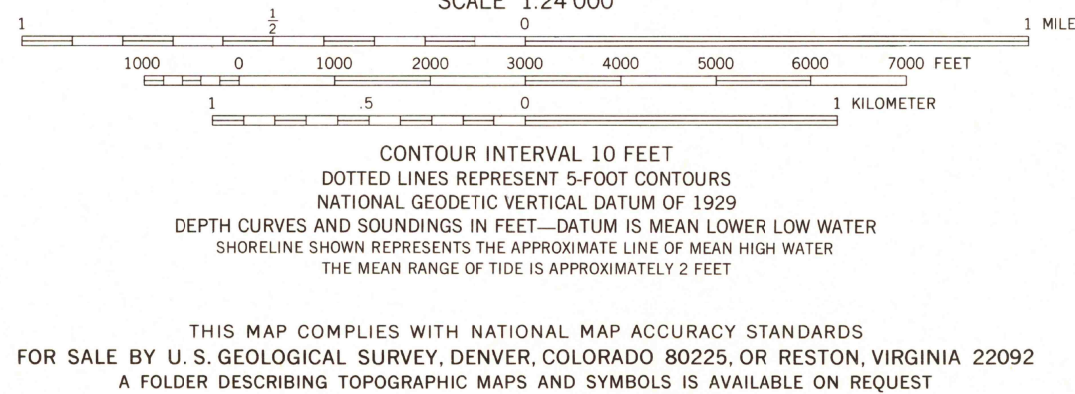 SCALE 1:24 000
1 1/2 0 1 MILE
1000 0 1000 2000 3000 4000 5000 6000 7000 FEET
1 .5 0 1 KILOMETER
CONTOUR INTERVAL 10 FEET
DOTTED LINES REPRESENT 5-FOOT CONTOURS
NATIONAL GEODETIC VERTICAL DATUM OF 1929
DEPTH CURVES AND SOUNDINGS IN FEET—DATUM IS MEAN LOWER LOW WATER
SHORELINE SHOWN REPRESENTS THE APPROXIMATE LINE OF MEAN HIGH WATER
THE MEAN RANGE OF TIDE IS APPROXIMATELY 2 FEET
THIS MAP COMPLIES WITH NATIONAL MAP ACCURACY STANDARDS
FOR SALE BY U. S. GEOLOGICAL SURVEY, DENVER, COLORADO 80225, OR RESTON, VIRGINIA 22092
A FOLDER DESCRIBING TOPOGRAPHIC MAPS AND SYMBOLS IS AVAILABLE ON REQUEST